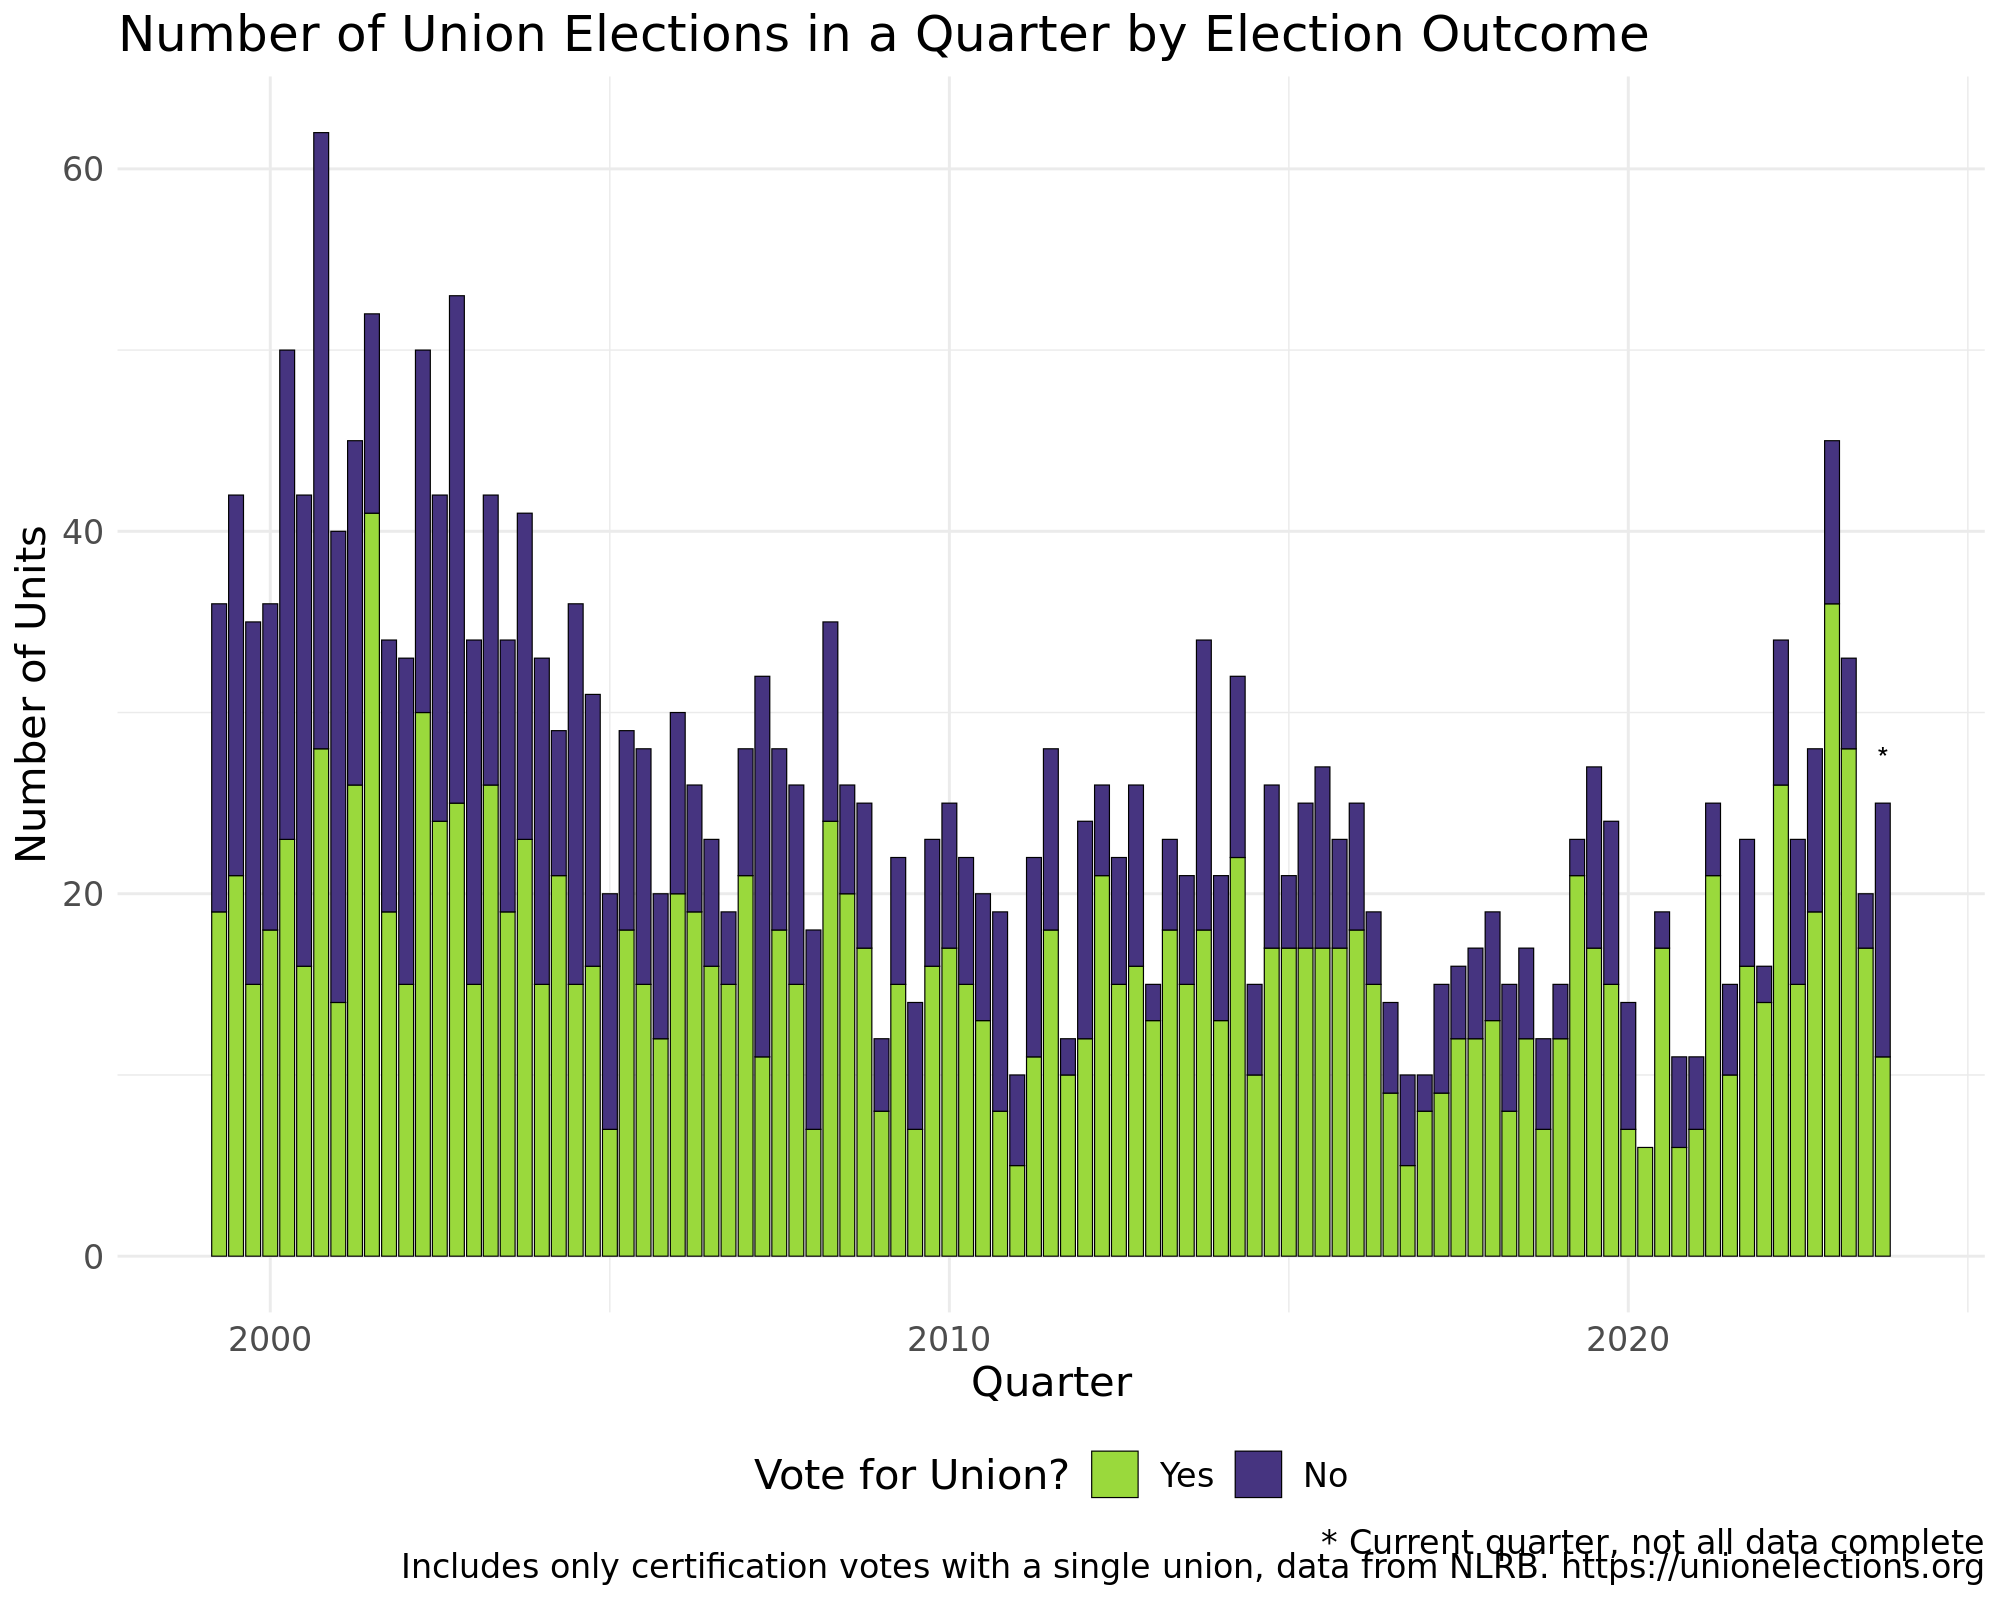 Number of Union Elections in a Quarter by Election Outcome
60
40
20
0
Number of Units
*
2000 2010 2020
Quarter
Vote for Union? Yes No
* Current quarter, not all data complete
Includes only certification votes with a single union, data from NLRB. https://unionelections.org